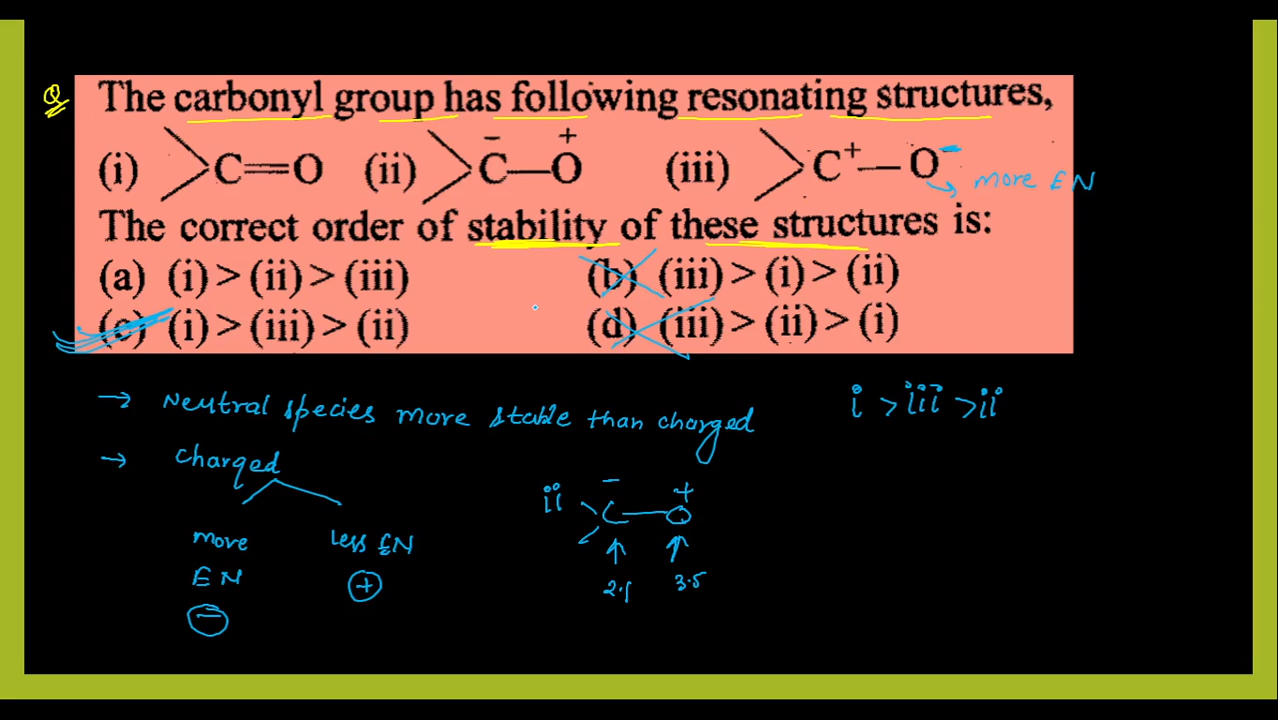 Q The carbonyl group has following resonating structures,
(i) C=O (ii) C̄—O⁺ (iii) C⁺—O⁻
more EN
The correct order of stability of these structures is:
(a) (i) > (ii) > (iii) (b) (iii) > (i) > (ii)
(c) (i) > (iii) > (ii) (d) (iii) > (ii) > (i)
→ Neutral species more stable than charged
i > iii > ii
→ Charged
more EN ⊖
less EN ⊕
ii C̄—O⁺
3.5